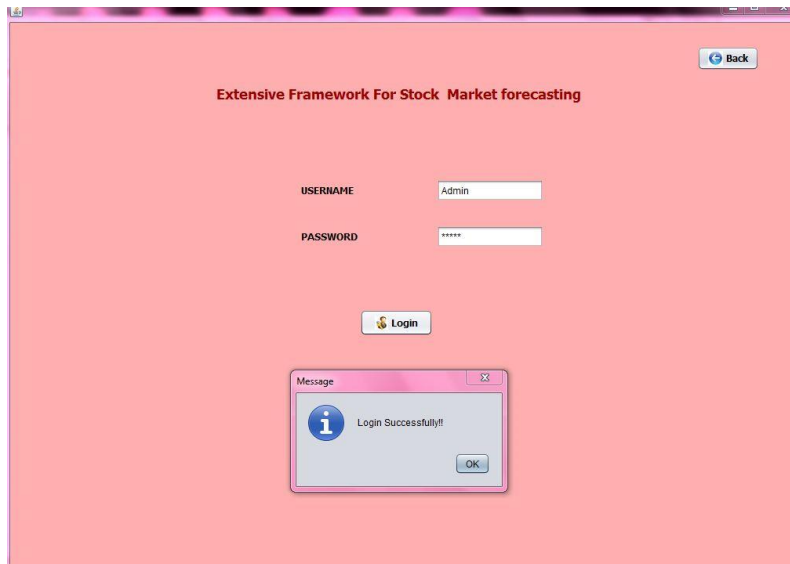 Back
Extensive Framework For Stock Market forecasting
USERNAME
Admin
PASSWORD
*****
Login
Message
Login Successfully!!
OK